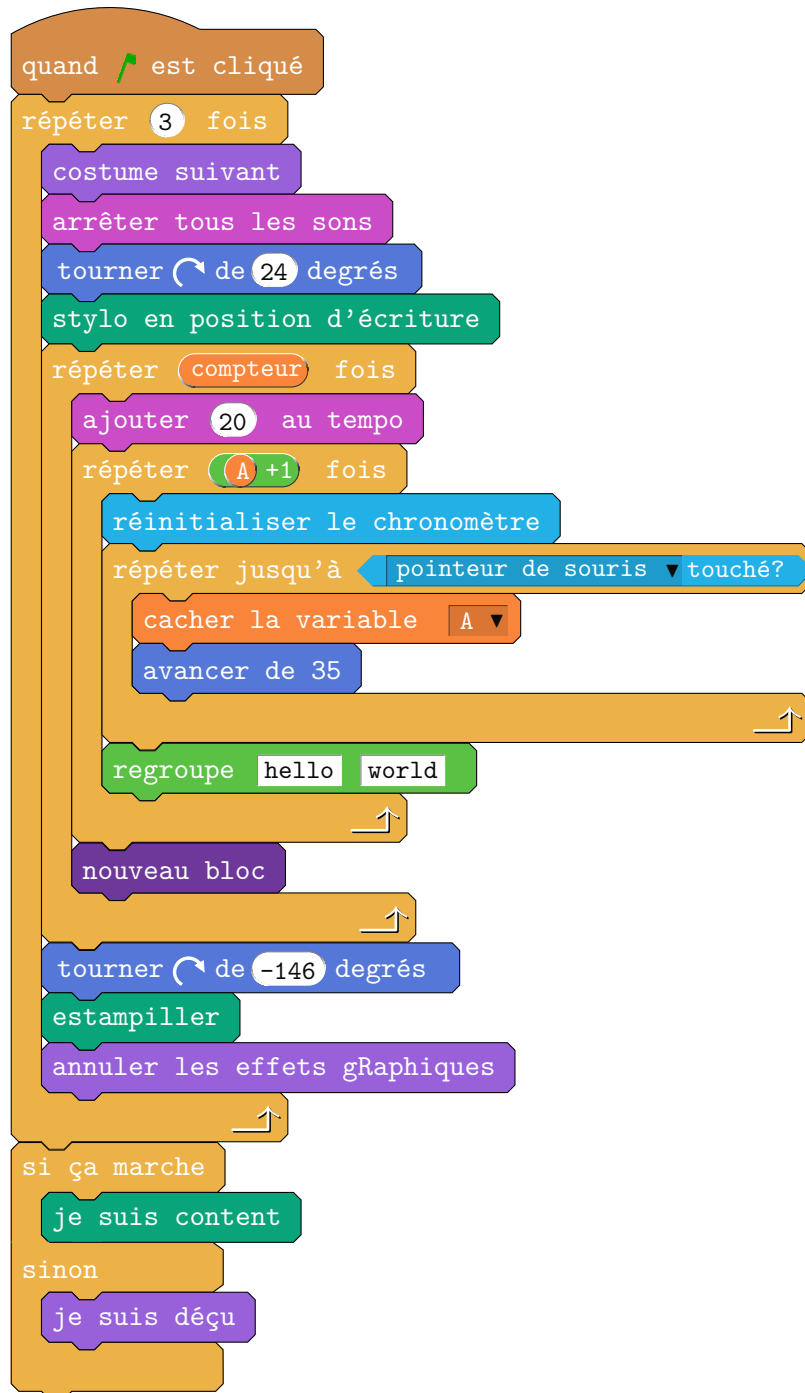 quand est cliqué
répéter 3 fois
costume suivant
arrêter tous les sons
tourner de 24 degrés
stylo en position d'écriture
répéter compteur fois
ajouter 20 au tempo
répéter A +1 fois
réinitialiser le chronomètre
répéter jusqu'à pointeur de souris ▼ touché?
cacher la variable A ▼
avancer de 35
regroupe hello world
nouveau bloc
tourner de -146 degrés
estampiller
annuler les effets gRaphiques
si ça marche
je suis content
sinon
je suis déçu